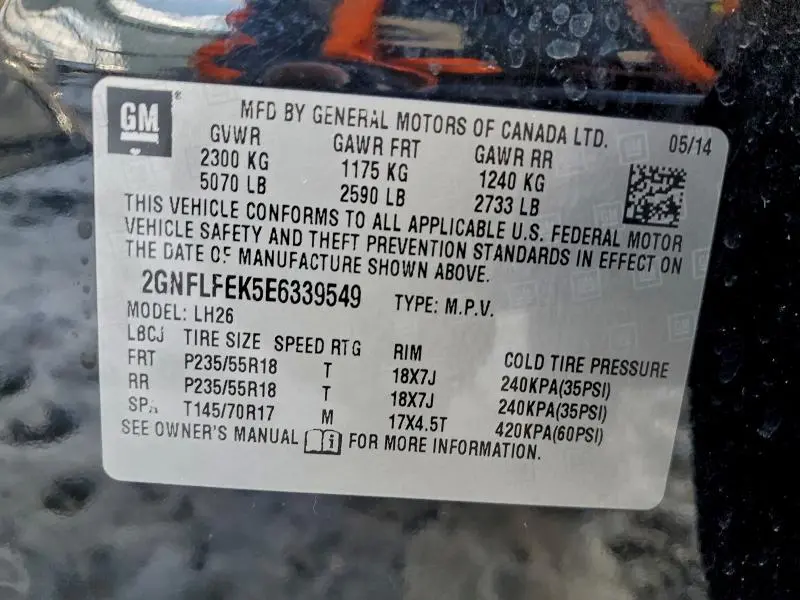 GM
MFD BY GENERAL MOTORS OF CANADA LTD. 05/14
GVWR GAWR FRT GAWR RR
2300 KG 1175 KG 1240 KG
5070 LB 2590 LB 2733 LB
THIS VEHICLE CONFORMS TO ALL APPLICABLE U.S. FEDERAL MOTOR
VEHICLE SAFETY AND THEFT PREVENTION STANDARDS IN EFFECT ON
THE DATE OF MANUFACTURE SHOWN ABOVE.
2GNFLFEK5E6339549 TYPE: M.P.V.
MODEL: LH26
LBCJ TIRE SIZE SPEED RTG RIM COLD TIRE PRESSURE
FRT P235/55R18 T 18X7J 240KPA(35PSI)
RR P235/55R18 T 18X7J 240KPA(35PSI)
SPA T145/70R17 M 17X4.5T 420KPA(60PSI)
SEE OWNER'S MANUAL FOR MORE INFORMATION.